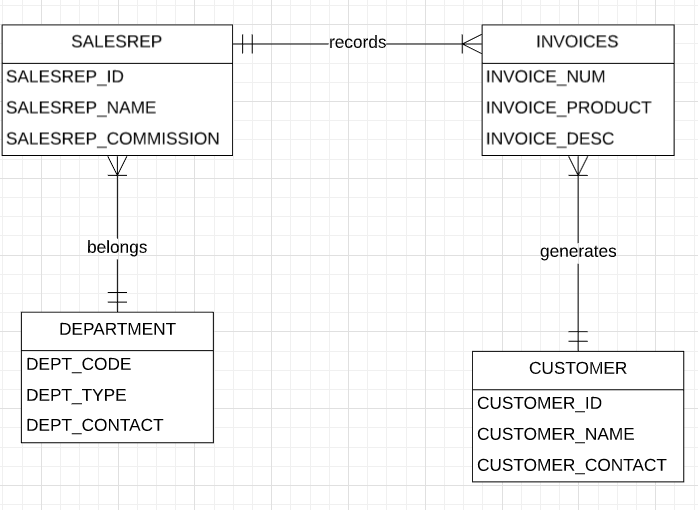 SALESREP
SALESREP_ID
SALESREP_NAME
SALESREP_COMMISSION
records
INVOICES
INVOICE_NUM
INVOICE_PRODUCT
INVOICE_DESC
belongs
generates
DEPARTMENT
DEPT_CODE
DEPT_TYPE
DEPT_CONTACT
CUSTOMER
CUSTOMER_ID
CUSTOMER_NAME
CUSTOMER_CONTACT